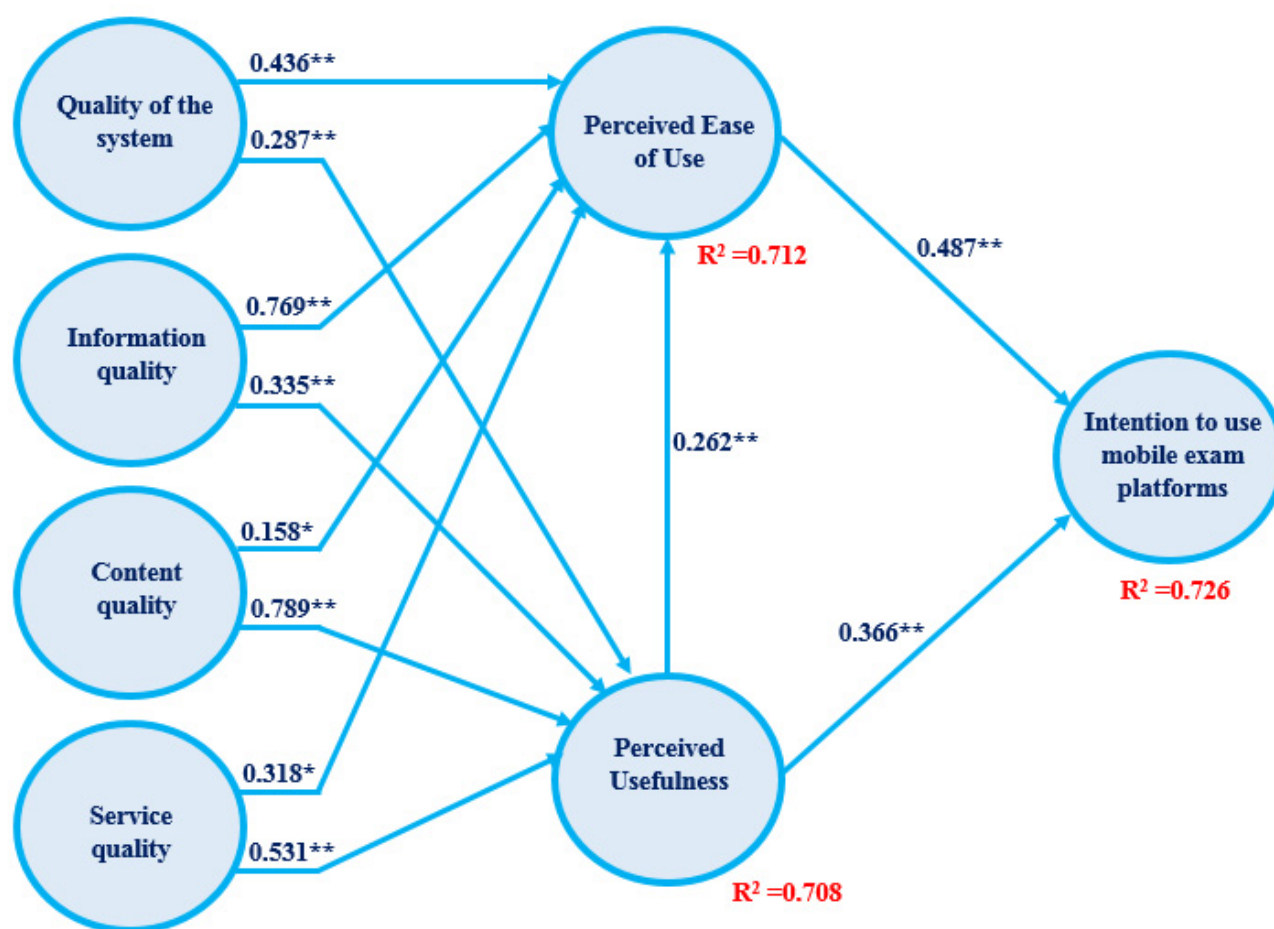 0.436**
Quality of the
system
0.287**
Perceived Ease
of Use
R² =0.712
0.487**
0.769**
Information
quality
0.335**
0.262**
Intention to use
mobile exam
platforms
R² =0.726
0.158*
Content
quality
0.789**
0.366**
Perceived
Usefulness
R² =0.708
0.318*
Service
quality
0.531**